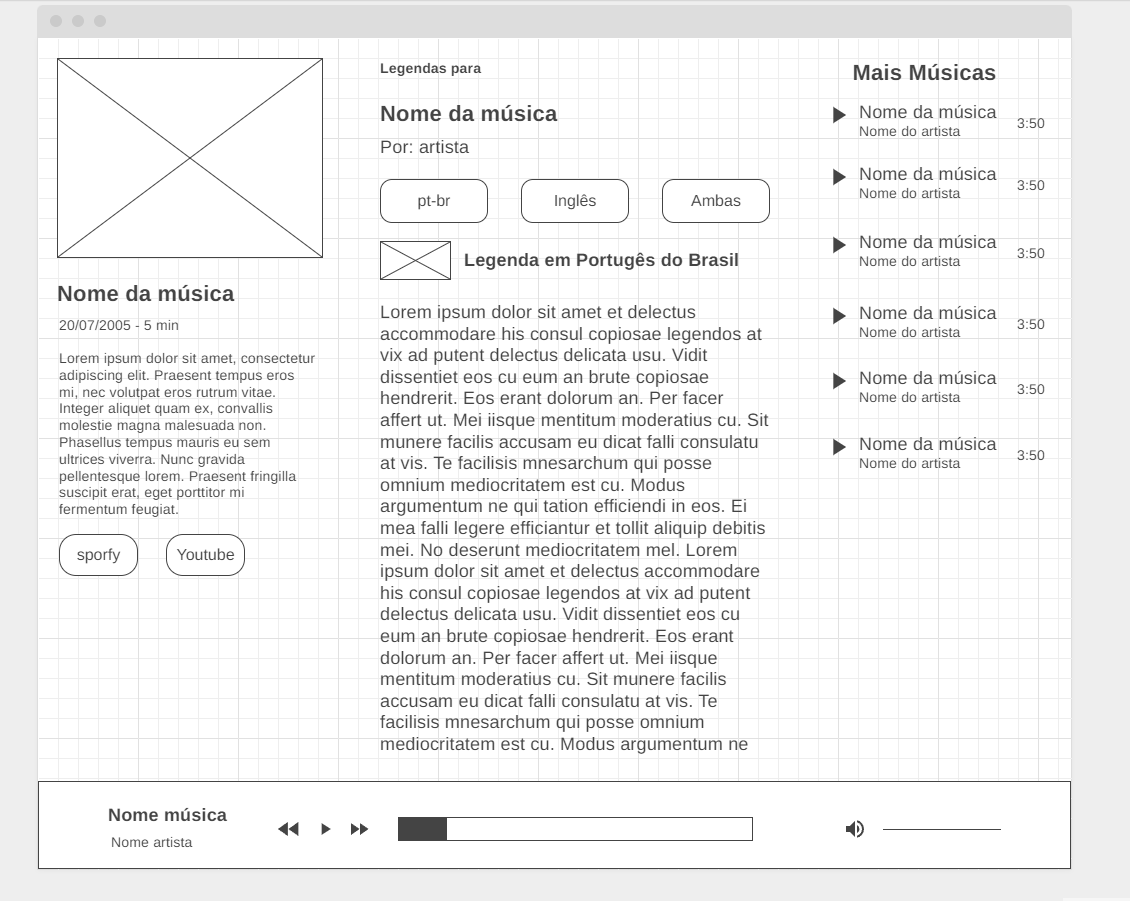 Nome da música
20/07/2005 - 5 min
Lorem ipsum dolor sit amet, consectetur
adipiscing elit. Praesent tempus eros
mi, nec volutpat eros rutrum vitae.
Integer aliquet quam ex, convallis
molestie magna malesuada non.
Phasellus tempus mauris eu sem
ultrices viverra. Nunc gravida
pellentesque lorem. Praesent fringilla
suscipit erat, eget porttitor mi
fermentum feugiat.
sporfy
Youtube
Legendas para
Nome da música
Por: artista
pt-br
Inglês
Ambas
Legenda em Portugês do Brasil
Lorem ipsum dolor sit amet et delectus
accommodare his consul copiosae legendos at
vix ad putent delectus delicata usu. Vidit
dissentiet eos cu eum an brute copiosae
hendrerit. Eos erant dolorum an. Per facer
affert ut. Mei iisque mentitum moderatius cu. Sit
munere facilis accusam eu dicat falli consulatu
at vis. Te facilisis mnesarchum qui posse
omnium mediocritatem est cu. Modus
argumentum ne qui tation efficiendi in eos. Ei
mea falli legere efficiantur et tollit aliquip debitis
mei. No deserunt mediocritatem mel. Lorem
ipsum dolor sit amet et delectus accommodare
his consul copiosae legendos at vix ad putent
delectus delicata usu. Vidit dissentiet eos cu
eum an brute copiosae hendrerit. Eos erant
dolorum an. Per facer affert ut. Mei iisque
mentitum moderatius cu. Sit munere facilis
accusam eu dicat falli consulatu at vis. Te
facilisis mnesarchum qui posse omnium
mediocritatem est cu. Modus argumentum ne
Mais Músicas
Nome da música
Nome do artista
3:50
Nome da música
Nome do artista
3:50
Nome da música
Nome do artista
3:50
Nome da música
Nome do artista
3:50
Nome da música
Nome do artista
3:50
Nome da música
Nome do artista
3:50
Nome música
Nome artista